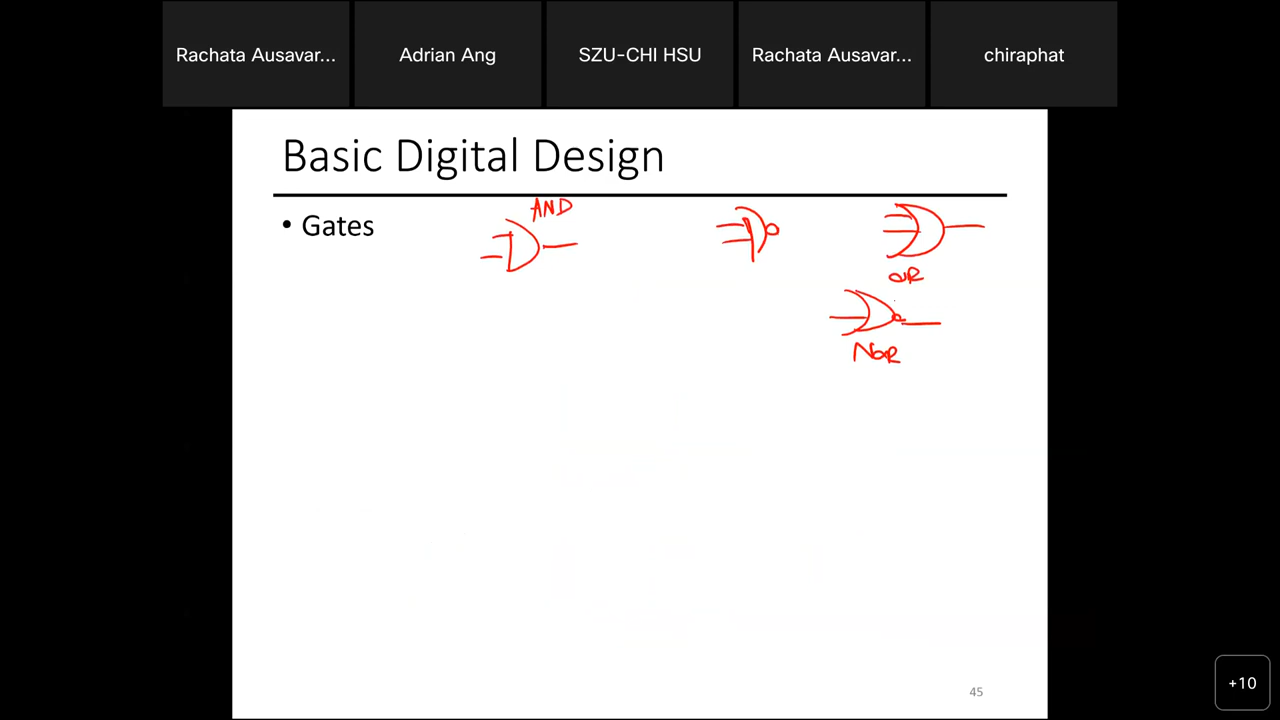 Rachata Ausavar...
Adrian Ang
SZU-CHI HSU
Rachata Ausavar...
chiraphat
Basic Digital Design
• Gates
AND
OR
NOR
45
+10